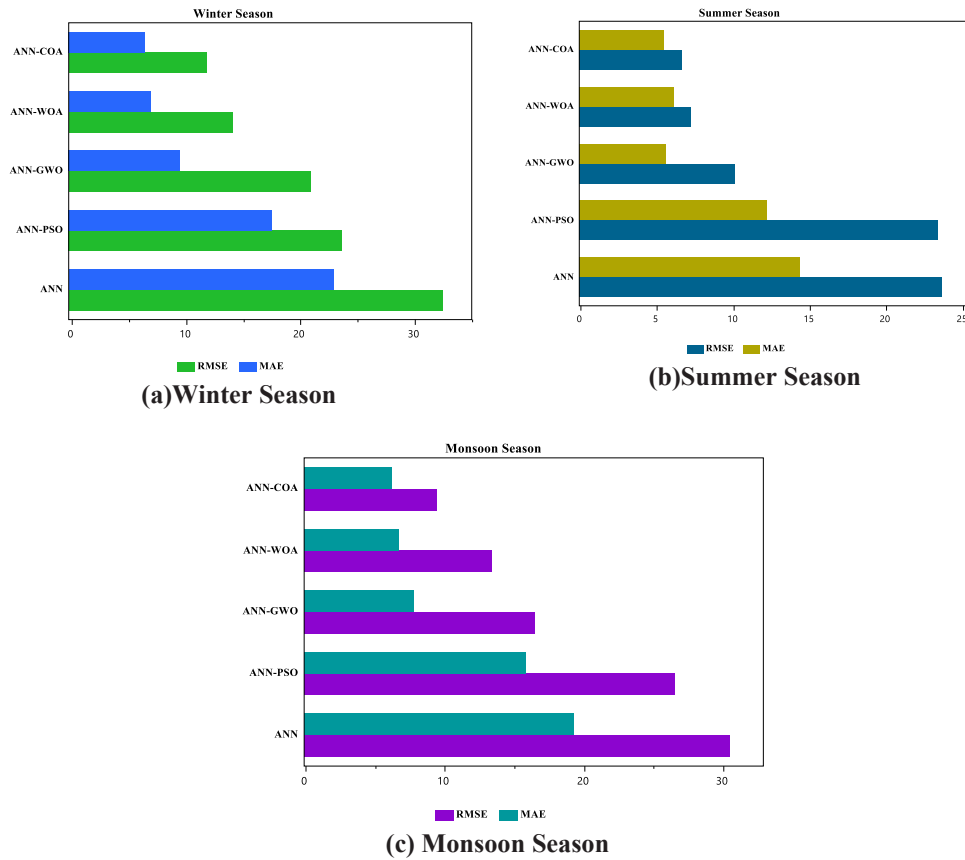 Winter Season
ANN-COA
ANN-WOA
ANN-GWO
ANN-PSO
ANN
0 10 20 30
RMSE MAE
(a)Winter Season
Summer Season
ANN-COA
ANN-WOA
ANN-GWO
ANN-PSO
ANN
0 5 10 15 20 25
RMSE MAE
(b)Summer Season
Monsoon Season
ANN-COA
ANN-WOA
ANN-GWO
ANN-PSO
ANN
0 10 20 30
RMSE MAE
(c) Monsoon Season